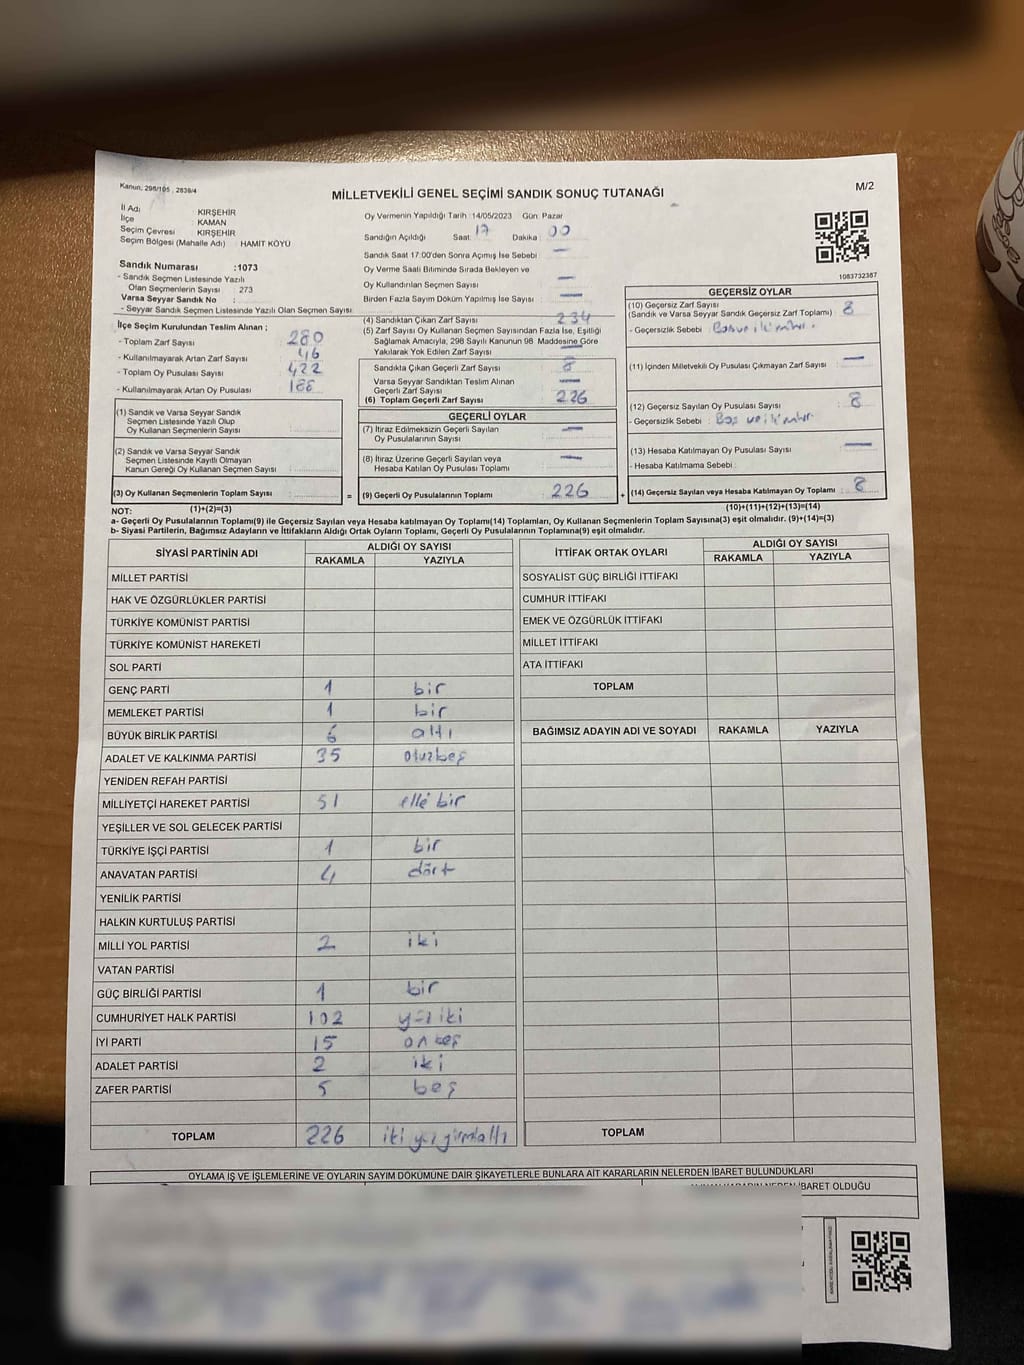 Kanun: 298/105 , 2839/4
MİLLETVEKİLİ GENEL SEÇİMİ SANDIK SONUÇ TUTANAĞI
M/2
İl Adı : KIRŞEHİR
İlçe : KAMAN
Seçim Çevresi : KIRŞEHİR
Seçim Bölgesi (Mahalle Adı) : HAMİT KÖYÜ
Sandık Numarası :1073
- Sandık Seçmen Listesinde Yazılı
Olan Seçmen Sayısı : 273
Varsa Seyyar Sandık No :
- Seyyar Sandık Seçmen Listesinde Yazılı Olan Seçmen Sayısı :
İlçe Seçim Kurulundan Teslim Alınan ;
- Toplam Zarf Sayısı : 280
- Kullanılmayarak Artan Zarf Sayısı : 46
- Toplam Oy Pusulası Sayısı : 422
- Kullanılmayarak Artan Oy Pusulası : 188
(1) Sandık ve Varsa Seyyar Sandık
Seçmen Listesinde Yazılı Olup
Oy Kullanan Seçmenlerin Sayısı :
(2) Sandık ve Varsa Seyyar Sandık
Seçmen Listesinde Kayıtlı Olmayan
Kanun Gereği Oy Kullanan Seçmen Sayısı :
(3) Oy Kullanan Seçmenlerin Toplam Sayısı :
Oy Vermenin Yapıldığı Tarih :14/05/2023 Gün: Pazar
Sandığın Açıldığı Saat: 17 Dakika : 00
Sandık Saat 17:00'den Sonra Açımış İse Sebebi : —
Oy Verme Saati Bitiminde Sırada Bekleyen ve
Oy Kullandırılan Seçmen Sayısı : —
Birden Fazla Sayım Döküm Yapılmış İse Sayısı : —
(4) Sandıktan Çıkan Zarf Sayısı : 234
(5) Zarf Sayısı Oy Kullanan Seçmen Sayısından Fazla İse, Eşitliği
Sağlamak Amacıyla, 298 Sayılı Kanunun 98. Maddesine Göre
Yakılarak Yok Edilen Zarf Sayısı : —
Sandıkta Çıkan Geçerli Zarf Sayısı : 8
Varsa Seyyar Sandıktan Teslim Alınan
Geçerli Zarf Sayısı : —
(6) Toplam Geçerli Zarf Sayısı : 226
GEÇERLİ OYLAR
(7) İtiraz Edilmeksizin Geçerli Sayılan
Oy Pusulalarının Sayısı : —
(8) İtiraz Üzerine Geçerli Sayılan veya
Hesaba Katılan Oy Pusulası Toplamı : —
= (9) Geçerli Oy Pusulalarının Toplamı : 226
1083732387
GEÇERSİZ OYLAR
(10) Geçersiz Zarf Sayısı : 8
(Sandık ve Varsa Seyyar Sandık Geçersiz Zarf Toplamı)
- Geçersizlik Sebebi :
(11) İçinden Milletvekili Oy Pusulası Çıkmayan Zarf Sayısı : —
(12) Geçersiz Sayılan Oy Pusulası Sayısı : 8
- Geçersizlik Sebebi : Boş
(13) Hesaba Katılmayan Oy Pusulası Sayısı : —
- Hesaba Katılmama Sebebi :
+ (14) Geçersiz Sayılan veya Hesaba Katılmayan Oy Toplamı : 8
NOT: (1)+(2)=(3) (10)+(11)+(12)+(13)=(14)
a- Geçerli Oy Pusulalarının Toplamı(9) ile Geçersiz Sayılan veya Hesaba katılmayan Oy Toplamı(14) Toplamları, Oy Kullanan Seçmenlerin Toplam Sayısına(3) eşit olmalıdır. (9)+(14)=(3)
b- Siyasi Partilerin, Bağımsız Adayların ve İttifakların Aldığı Ortak Oyların Toplamı, Geçerli Oy Pusulalarının Toplamına(9) eşit olmalıdır.
SİYASİ PARTİNİN ADI ALDIĞI OY SAYISI
RAKAMLA YAZIYLA
MİLLET PARTİSİ
HAK VE ÖZGÜRLÜKLER PARTİSİ
TÜRKİYE KOMÜNİST PARTİSİ
TÜRKİYE KOMÜNİST HAREKETİ
SOL PARTİ
GENÇ PARTİ 1 bir
MEMLEKET PARTİSİ 1 bir
BÜYÜK BİRLİK PARTİSİ 6 altı
ADALET VE KALKINMA PARTİSİ 35 otuzbeş
YENİDEN REFAH PARTİSİ
MİLLİYETÇİ HAREKET PARTİSİ 51 elli bir
YEŞİLLER VE SOL GELECEK PARTİSİ
TÜRKİYE İŞÇİ PARTİSİ 1 bir
ANAVATAN PARTİSİ 4 dört
YENİLİK PARTİSİ
HALKIN KURTULUŞ PARTİSİ
MİLLİ YOL PARTİSİ 2 iki
VATAN PARTİSİ
GÜÇ BİRLİĞİ PARTİSİ 1 bir
CUMHURİYET HALK PARTİSİ 102 yüz iki
İYİ PARTİ 15 on beş
ADALET PARTİSİ 2 iki
ZAFER PARTİSİ 5 beş
TOPLAM 226 iki yüz yirmialtı
İTTİFAK ORTAK OYLARI ALDIĞI OY SAYISI
RAKAMLA YAZIYLA
SOSYALİST GÜÇ BİRLİĞİ İTTİFAKI
CUMHUR İTTİFAKI
EMEK VE ÖZGÜRLÜK İTTİFAKI
MİLLET İTTİFAKI
ATA İTTİFAKI
TOPLAM
BAĞIMSIZ ADAYIN ADI VE SOYADI RAKAMLA YAZIYLA
TOPLAM
OYLAMA İŞ VE İŞLEMLERİNE VE OYLARIN SAYIM DÖKÜMÜNE DAİR ŞİKAYETLERLE BUNLARA AİT KARARLARIN NELERDEN İBARET BULUNDUKLARI
İBARET OLDUĞU